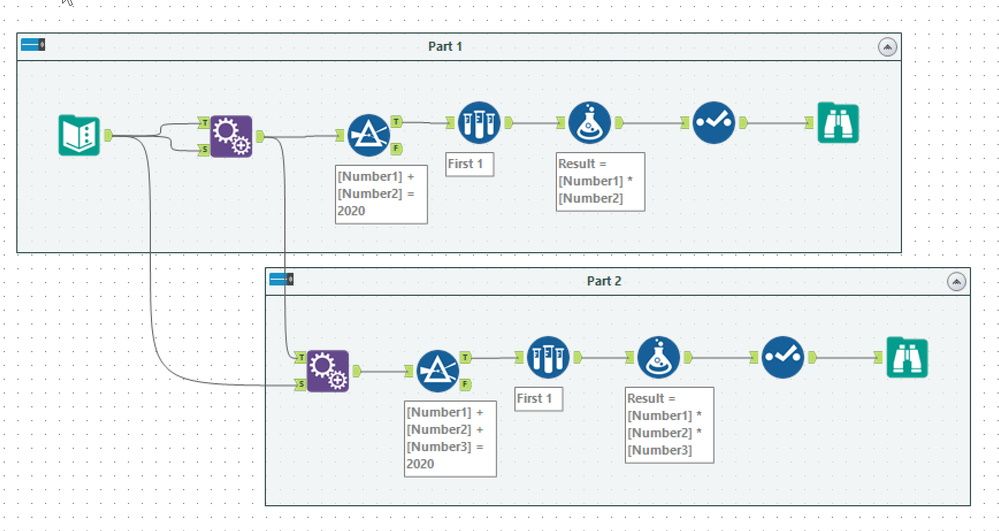 Part 1
T
S
T
F
[Number1] +
[Number2] =
2020
First 1
Result =
[Number1] *
[Number2]
Part 2
T
S
T
F
[Number1] +
[Number2] +
[Number3] =
2020
First 1
Result =
[Number1] *
[Number2] *
[Number3]